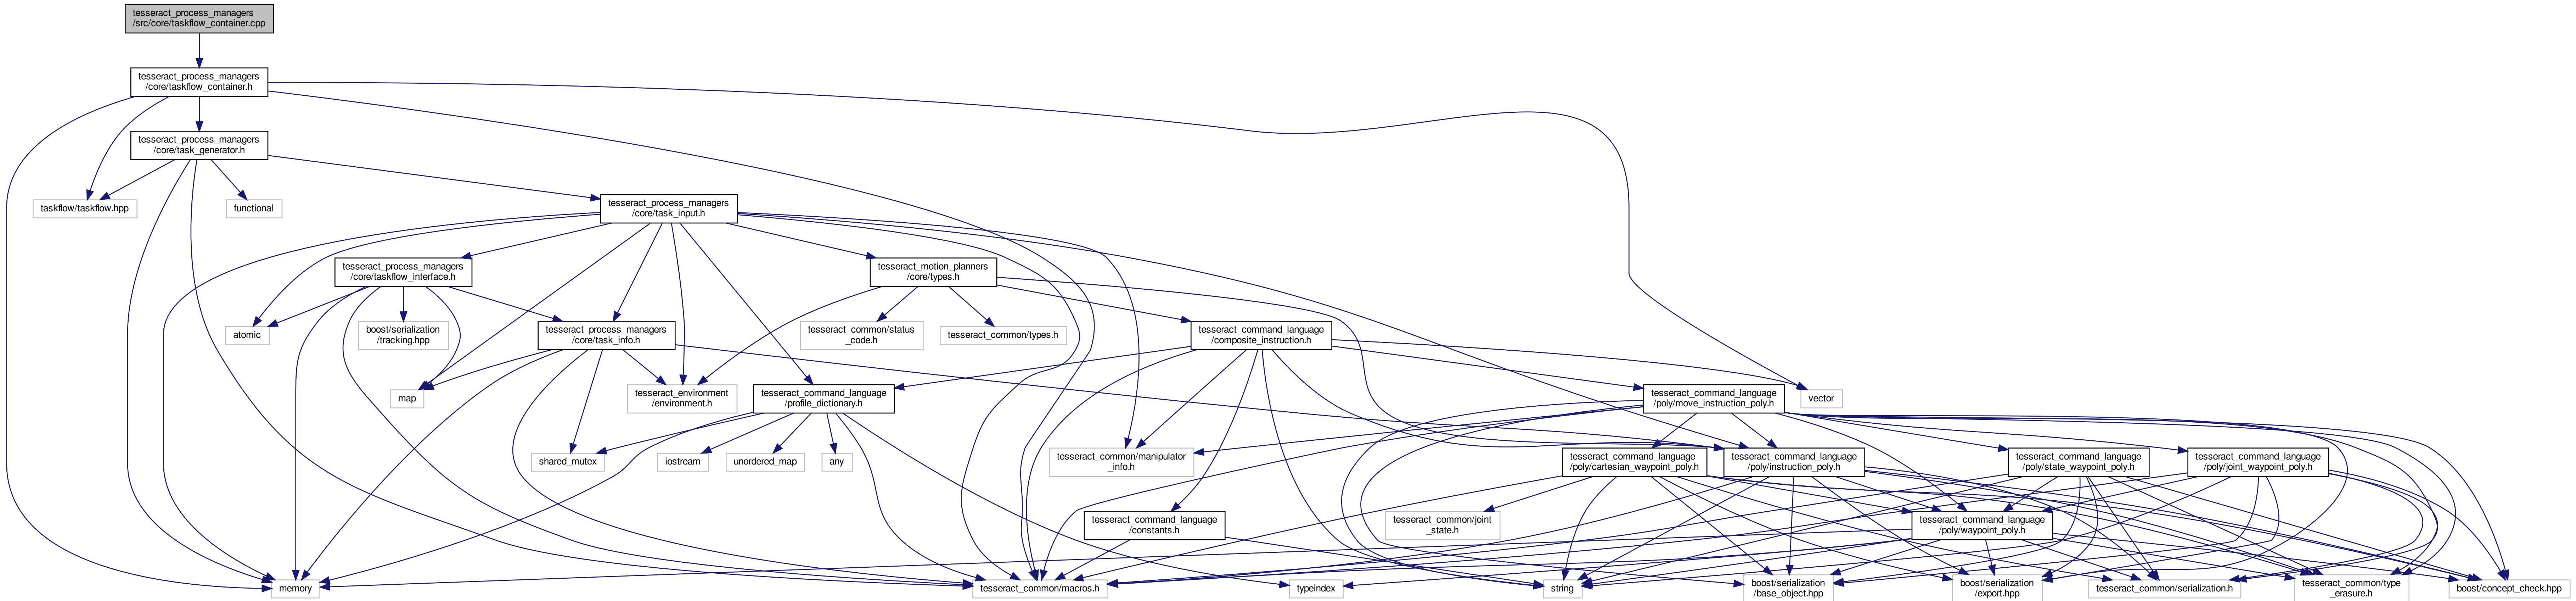 tesseract_process_managers
/src/core/taskflow_container.cpp
tesseract_process_managers
/core/taskflow_container.h
tesseract_process_managers
/core/task_generator.h
taskflow/taskflow.hpp
functional
tesseract_process_managers
/core/task_input.h
tesseract_process_managers
/core/taskflow_interface.h
tesseract_motion_planners
/core/types.h
atomic
boost/serialization
/tracking.hpp
tesseract_process_managers
/core/task_info.h
tesseract_common/status
_code.h
tesseract_common/types.h
tesseract_command_language
/composite_instruction.h
map
tesseract_environment
/environment.h
tesseract_command_language
/profile_dictionary.h
tesseract_command_language
/poly/move_instruction_poly.h
vector
shared_mutex
iostream
unordered_map
any
tesseract_common/manipulator
_info.h
tesseract_command_language
/poly/cartesian_waypoint_poly.h
tesseract_command_language
/poly/instruction_poly.h
tesseract_command_language
/poly/state_waypoint_poly.h
tesseract_command_language
/poly/joint_waypoint_poly.h
tesseract_command_language
/constants.h
tesseract_common/joint
_state.h
tesseract_command_language
/poly/waypoint_poly.h
memory
tesseract_common/macros.h
typeindex
string
boost/serialization
/base_object.hpp
boost/serialization
/export.hpp
tesseract_common/serialization.h
tesseract_common/type
_erasure.h
boost/concept_check.hpp